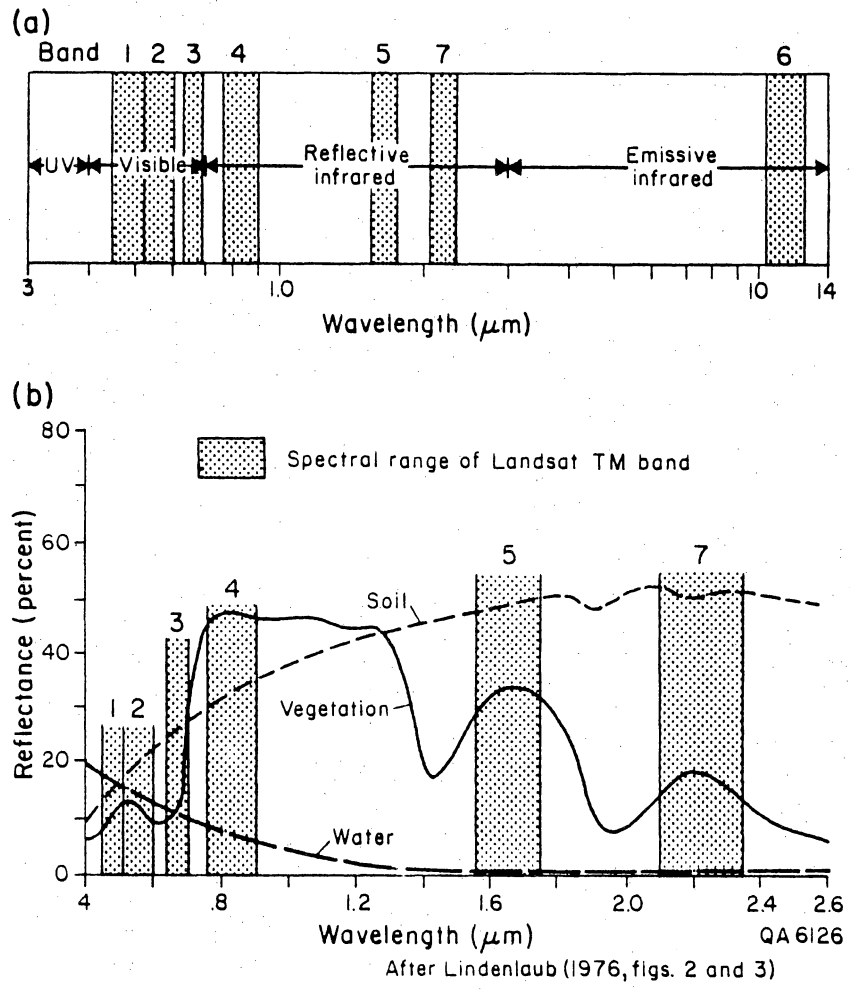 (a)
Band 1 2 3 4 5 7 6
UV Visible Reflective infrared Emissive infrared
3 1.0 10 14
Wavelength (μm)
(b)
80
60
40
20
0
Reflectance (percent)
Spectral range of Landsat TM band
1 2 3 4 5 7
Soil
Vegetation
Water
4 .8 1.2 1.6 2.0 2.4 2.6
Wavelength (μm)
QA 6126
After Lindenlaub (1976, figs. 2 and 3)